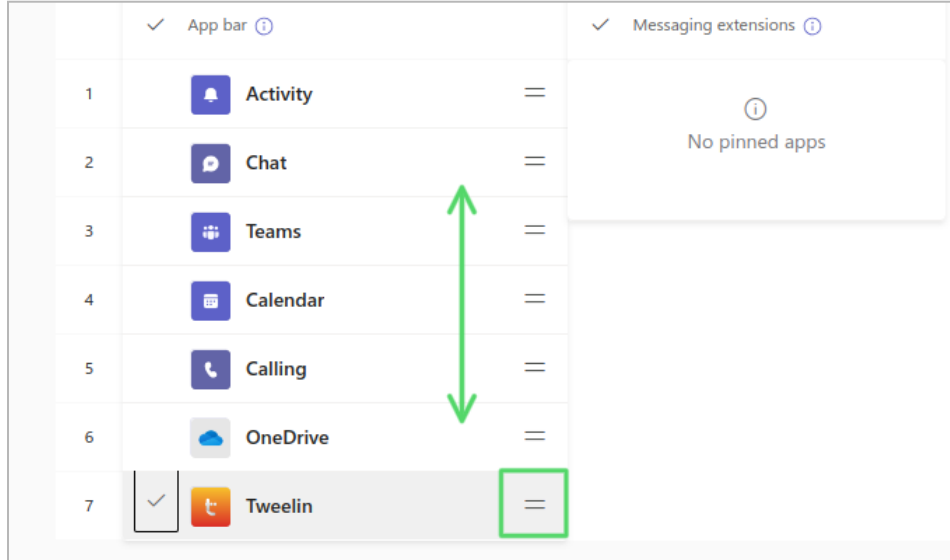 App bar
Messaging extensions
1 Activity
No pinned apps
2 Chat
3 Teams
4 Calendar
5 Calling
6 OneDrive
7 Tweelin